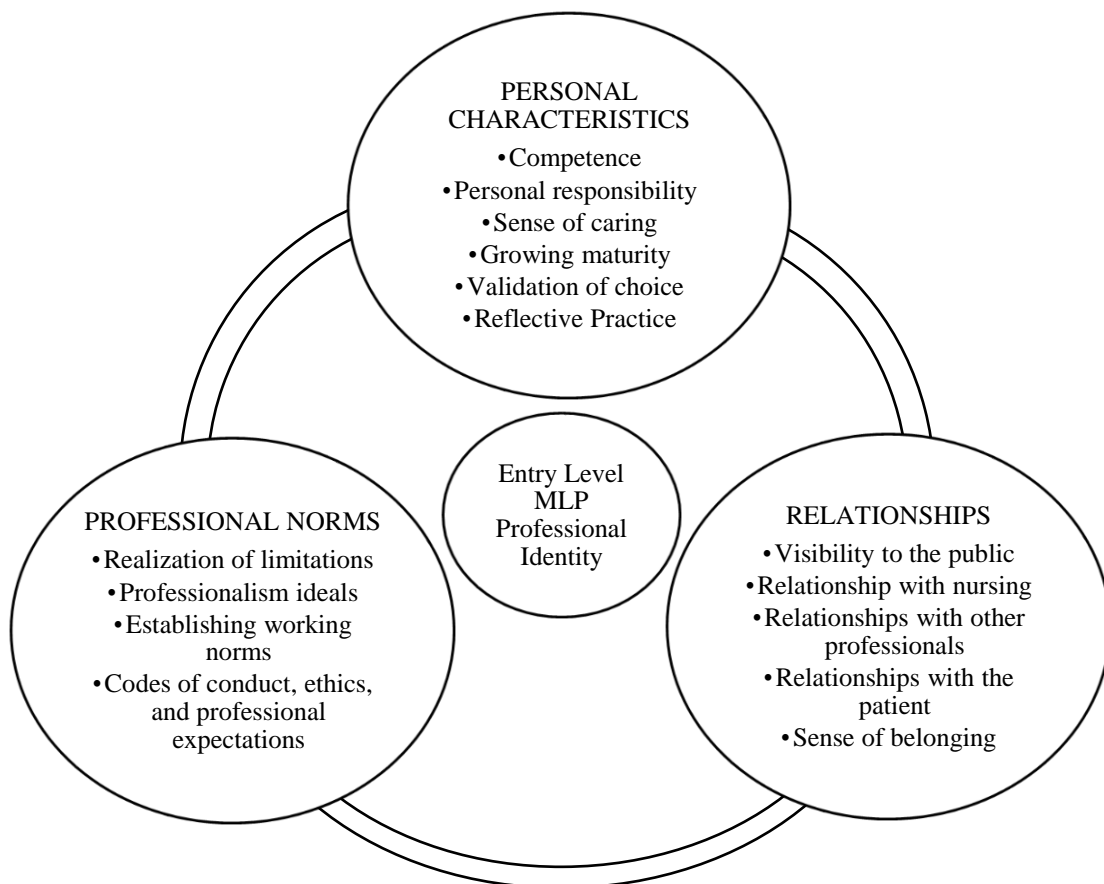 PERSONAL
CHARACTERISTICS
•Competence
•Personal responsibility
•Sense of caring
•Growing maturity
•Validation of choice
•Reflective Practice
Entry Level
MLP
Professional
Identity
PROFESSIONAL NORMS
•Realization of limitations
•Professionalism ideals
•Establishing working
norms
•Codes of conduct, ethics,
and professional
expectations
RELATIONSHIPS
•Visibility to the public
•Relationship with nursing
•Relationships with other
professionals
•Relationships with the
patient
•Sense of belonging